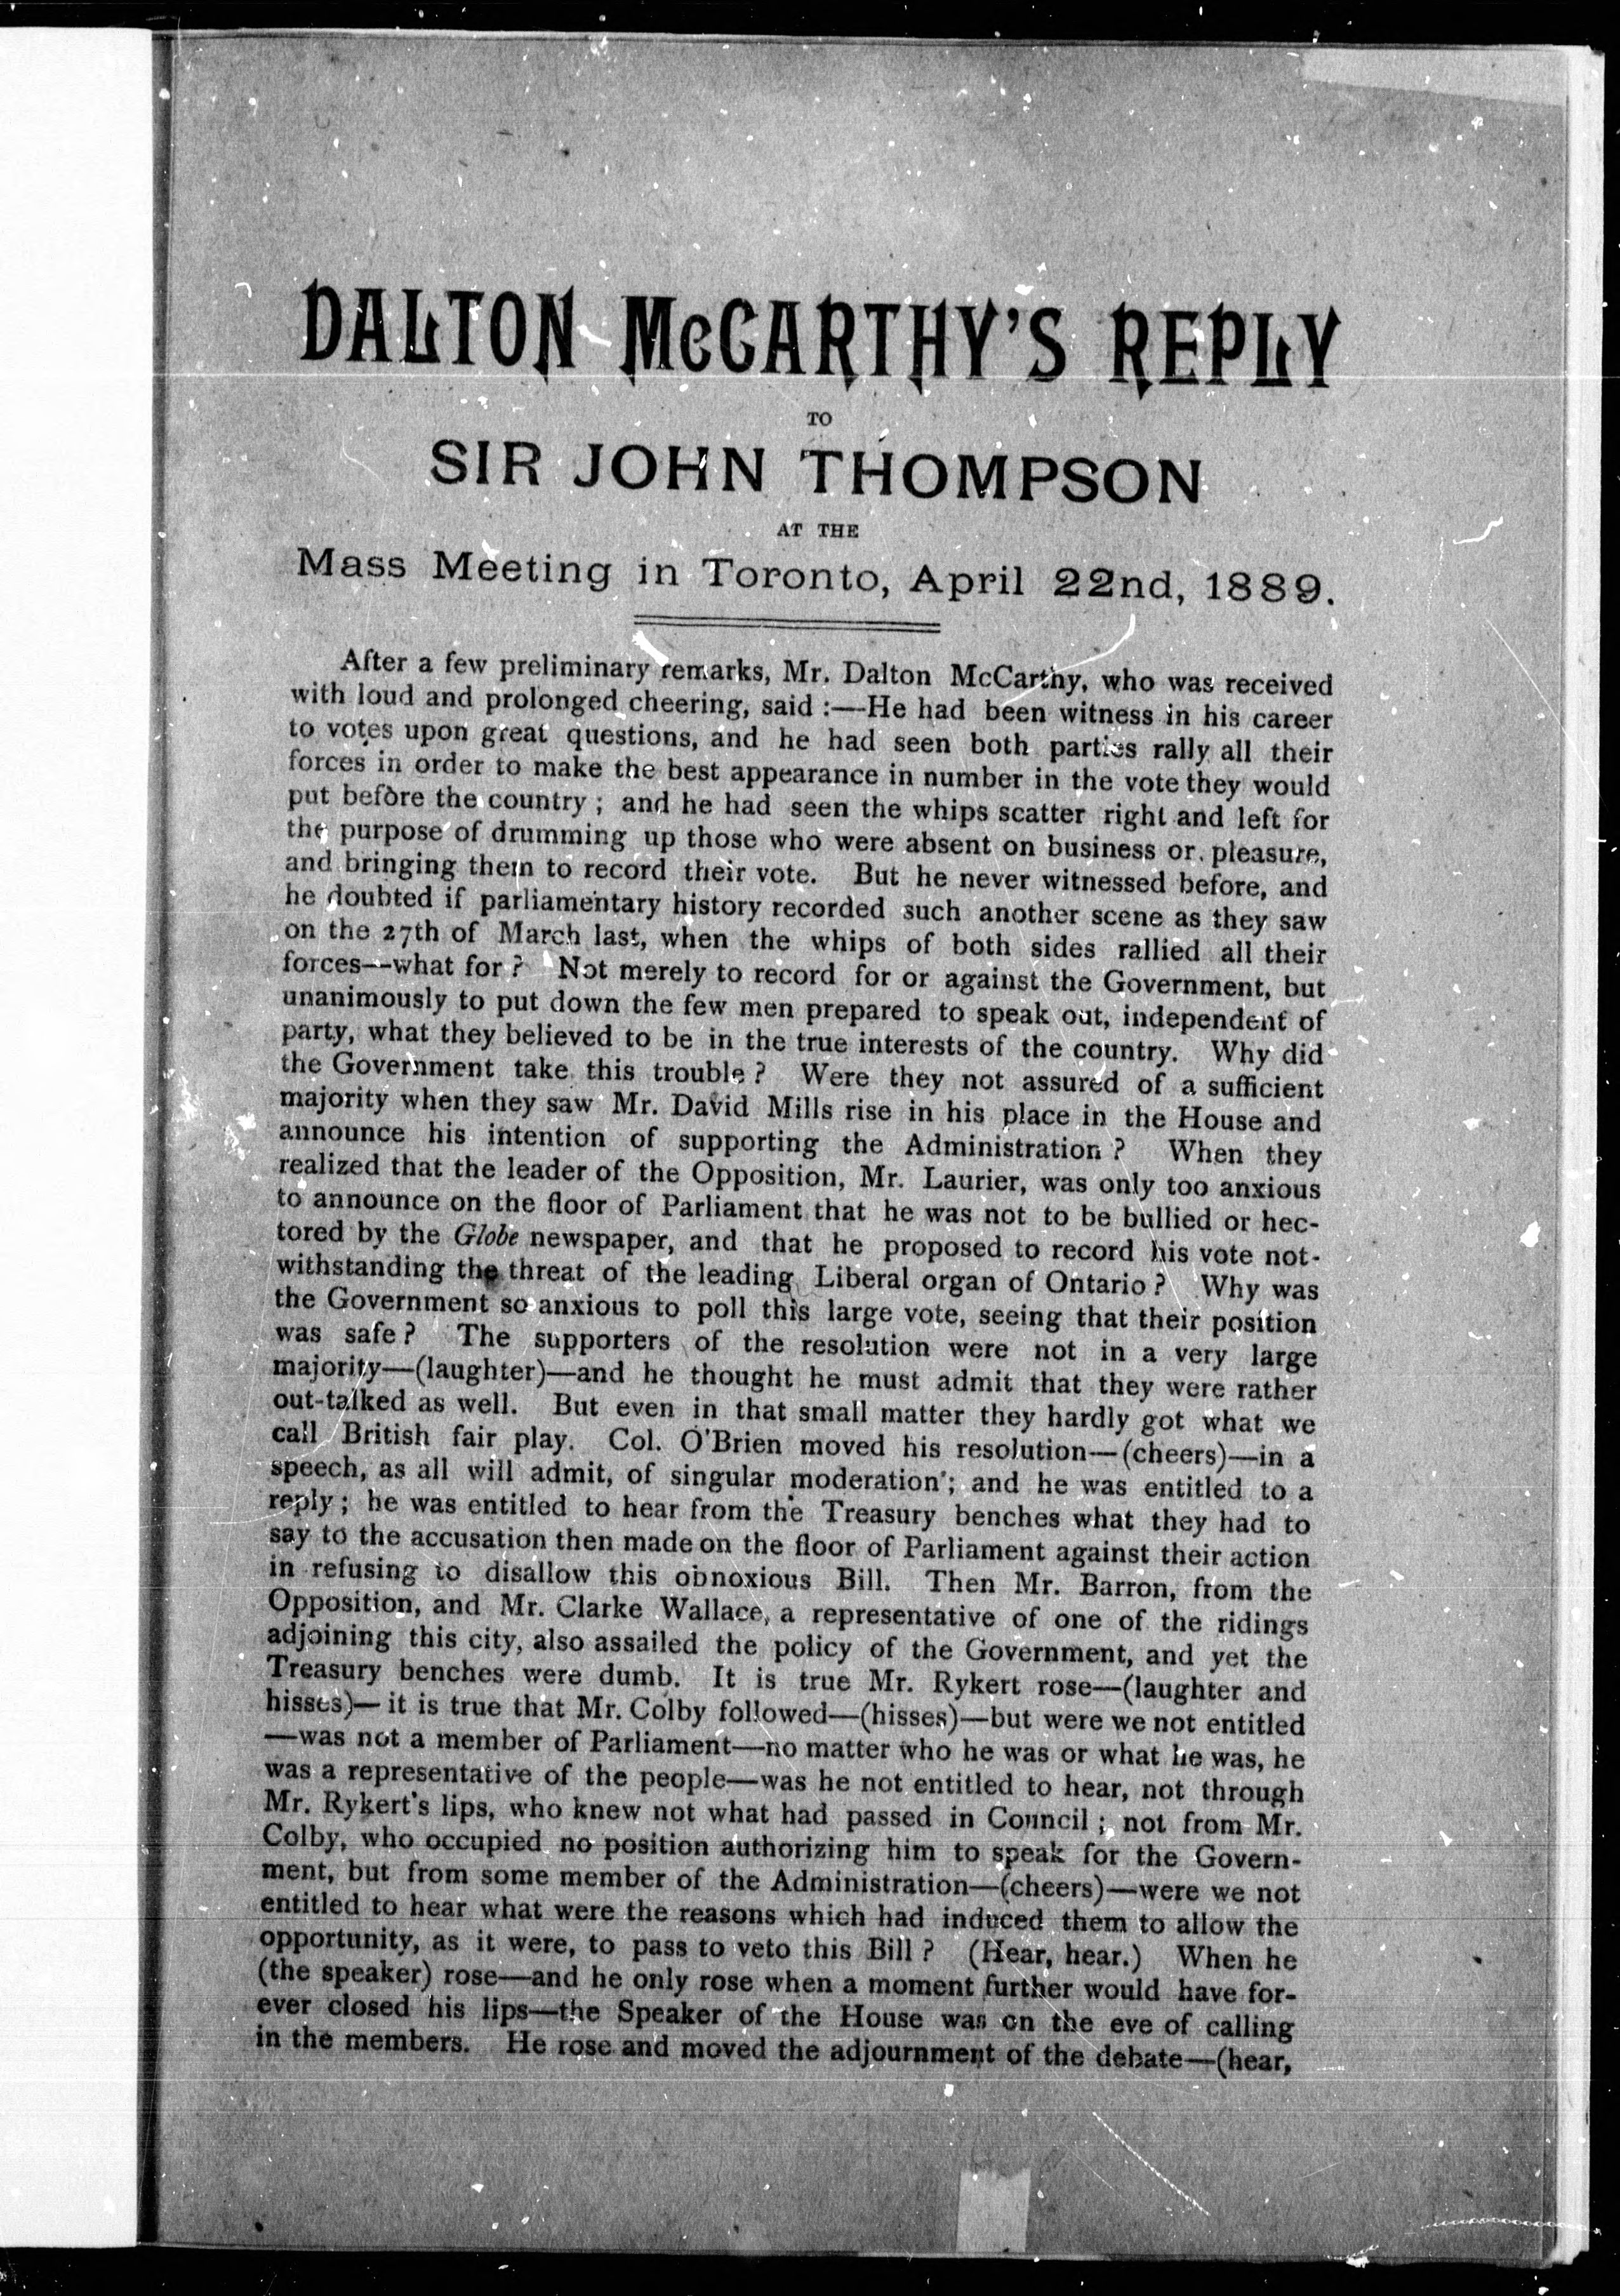 DALTON McCARTHY'S REPLY
TO
SIR JOHN THOMPSON
AT THE
Mass Meeting in Toronto, April 22nd, 1889.
After a few preliminary remarks, Mr. Dalton McCarthy, who was received
with loud and prolonged cheering, said :—He had been witness in his career
to votes upon great questions, and he had seen both parties rally all their
forces in order to make the best appearance in number in the vote they would
put before the country ; and he had seen the whips scatter right and left for
the purpose of drumming up those who were absent on business or pleasure,
and bringing them to record their vote. But he never witnessed before, and
he doubted if parliamentary history recorded such another scene as they saw
on the 27th of March last, when the whips of both sides rallied all their
forces—what for ? Not merely to record for or against the Government, but
unanimously to put down the few men prepared to speak out, independent of
party, what they believed to be in the true interests of the country. Why did
the Government take this trouble ? Were they not assured of a sufficient
majority when they saw Mr. David Mills rise in his place in the House and
announce his intention of supporting the Administration ? When they
realized that the leader of the Opposition, Mr. Laurier, was only too anxious
to announce on the floor of Parliament that he was not to be bullied or hec-
tored by the Globe newspaper, and that he proposed to record his vote not-
withstanding the threat of the leading Liberal organ of Ontario ? Why was
the Government so anxious to poll this large vote, seeing that their position
was safe ? The supporters of the resolution were not in a very large
majority—(laughter)—and he thought he must admit that they were rather
out-talked as well. But even in that small matter they hardly got what we
call British fair play. Col. O'Brien moved his resolution—(cheers)—in a
speech, as all will admit, of singular moderation ; and he was entitled to a
reply ; he was entitled to hear from the Treasury benches what they had to
say to the accusation then made on the floor of Parliament against their action
in refusing to disallow this obnoxious Bill. Then Mr. Barron, from the
Opposition, and Mr. Clarke Wallace, a representative of one of the ridings
adjoining this city, also assailed the policy of the Government, and yet the
Treasury benches were dumb. It is true Mr. Rykert rose—(laughter and
hisses)—it is true that Mr. Colby followed—(hisses)—but were we not entitled
—was not a member of Parliament—no matter who he was or what he was, he
was a representative of the people—was he not entitled to hear, not through
Mr. Rykert's lips, who knew not what had passed in Council ; not from Mr.
Colby, who occupied no position authorizing him to speak for the Govern-
ment, but from some member of the Administration—(cheers)—were we not
entitled to hear what were the reasons which had induced them to allow the
opportunity, as it were, to pass to veto this Bill ? (Hear, hear.) When he
(the speaker) rose—and he only rose when a moment further would have for-
ever closed his lips—the Speaker of the House was on the eve of calling
in the members. He rose and moved the adjournment of the debate—(hear,